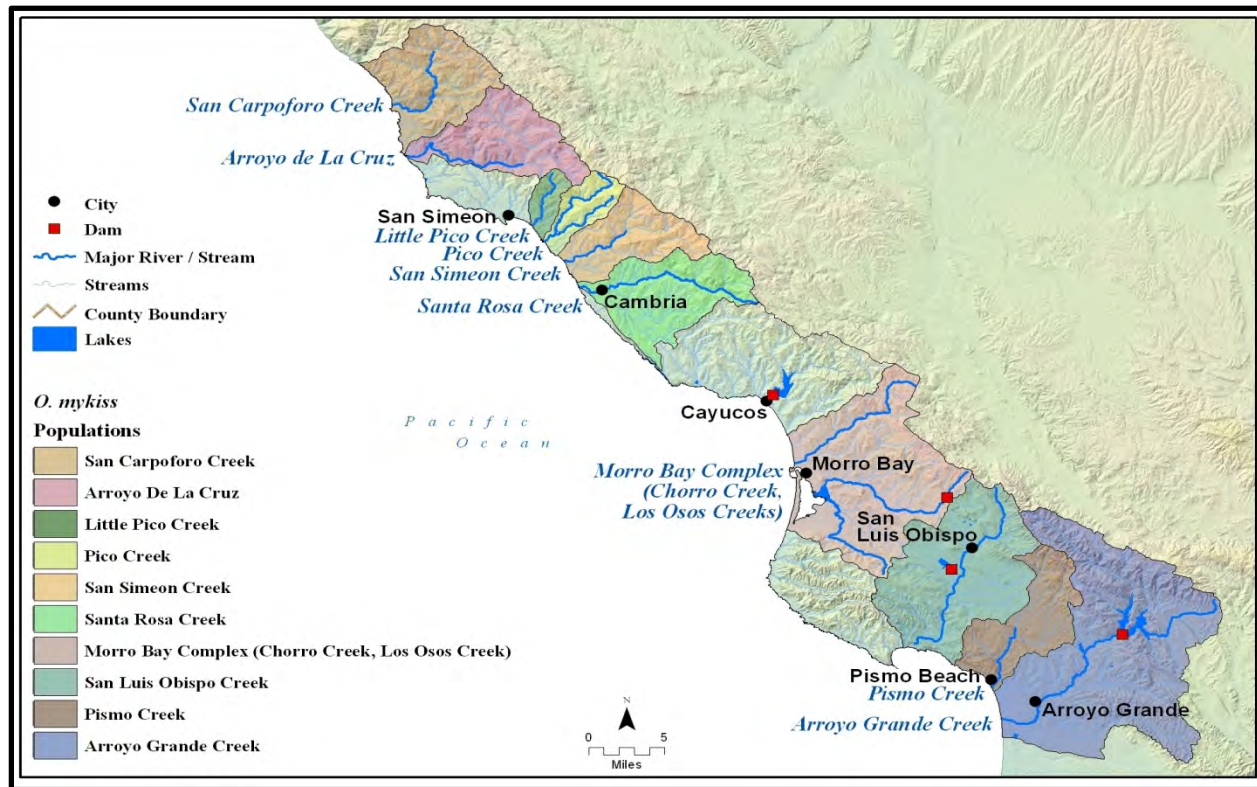 San Carpoforo Creek
Arroyo de La Cruz
San Simeon
Little Pico Creek
Pico Creek
San Simeon Creek
Santa Rosa Creek
Cambria
Cayucos
Pacific
Ocean
Morro Bay Complex
(Chorro Creek,
Los Osos Creeks)
Morro Bay
San
Luis Obispo
Pismo Beach
Pismo Creek
Arroyo Grande Creek
Arroyo Grande
City
Dam
Major River / Stream
Streams
County Boundary
Lakes
O. mykiss
Populations
San Carpoforo Creek
Arroyo De La Cruz
Little Pico Creek
Pico Creek
San Simeon Creek
Santa Rosa Creek
Morro Bay Complex (Chorro Creek, Los Osos Creek)
San Luis Obispo Creek
Pismo Creek
Arroyo Grande Creek
N
0 5
Miles